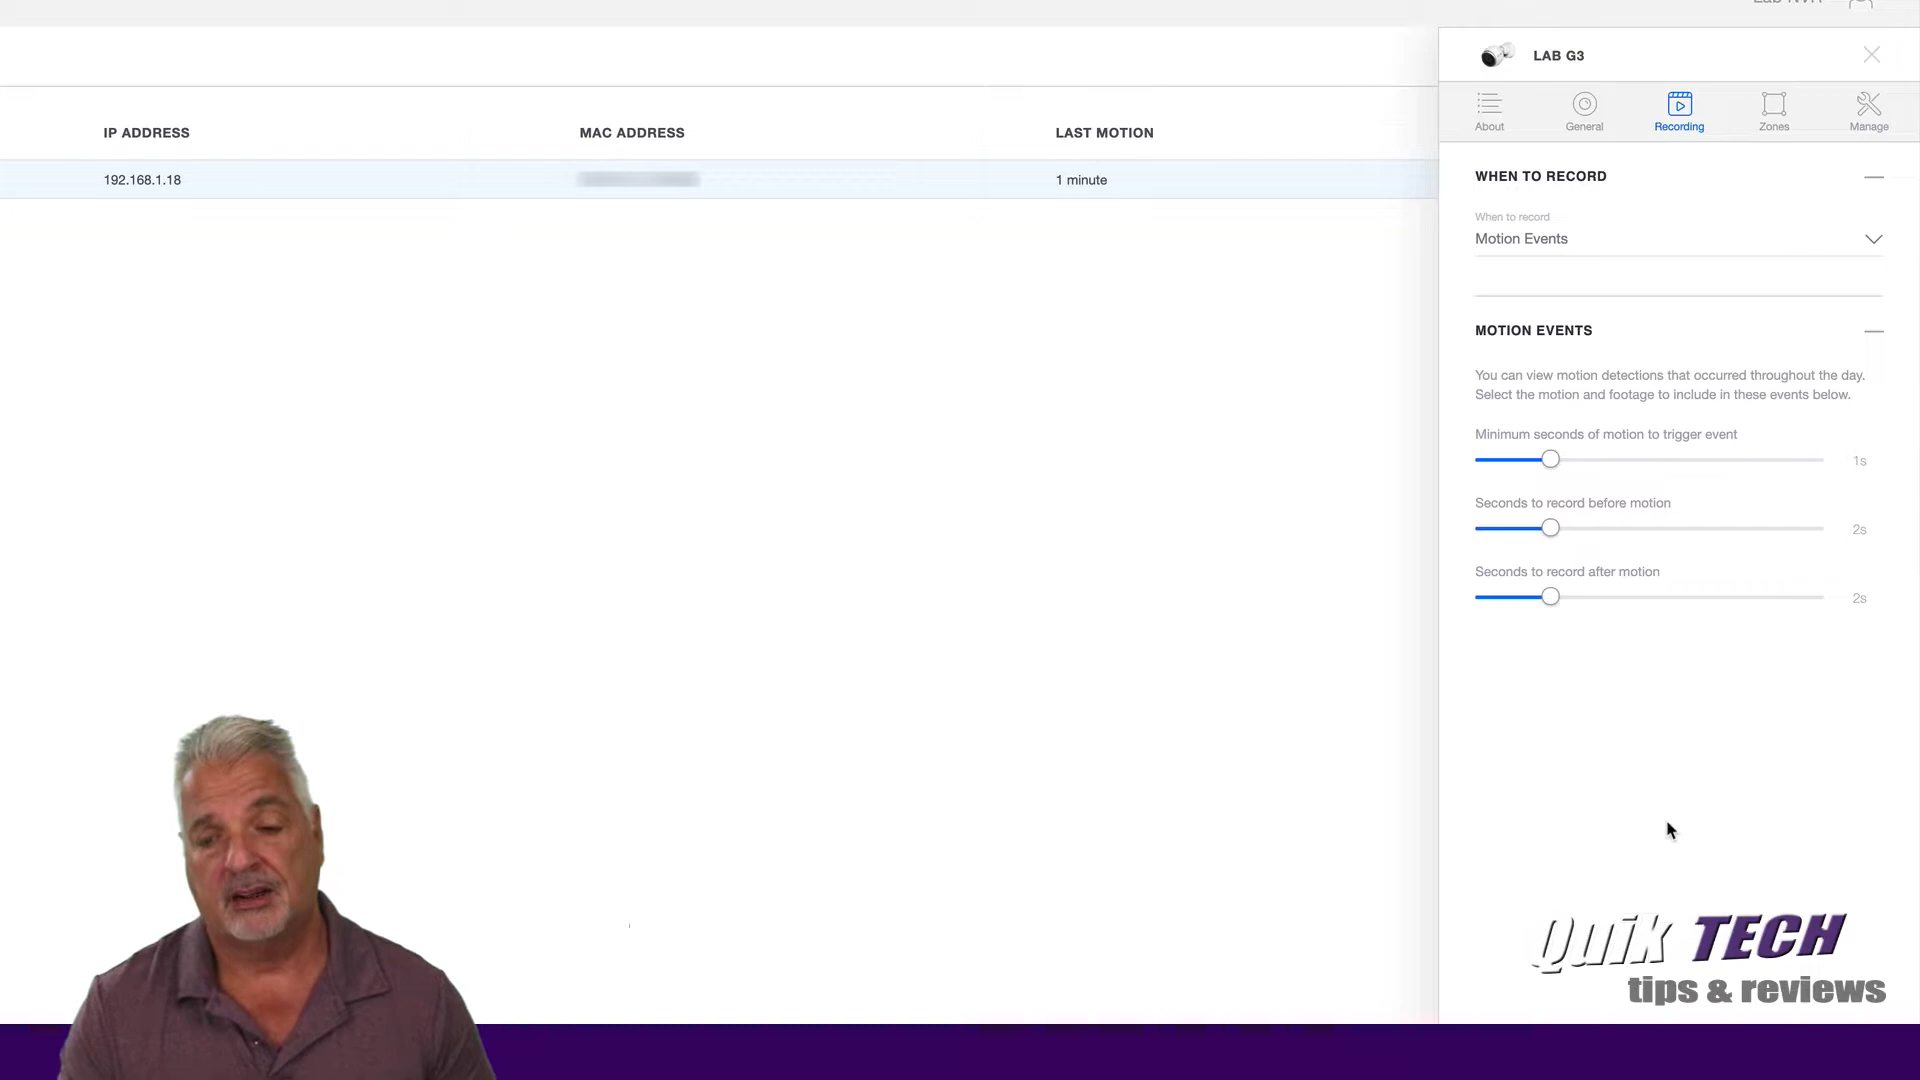 LAB G3
About
General
Recording
Zones
Manage
IP ADDRESS
MAC ADDRESS
LAST MOTION
192.168.1.18
1 minute
WHEN TO RECORD
When to record
Motion Events
MOTION EVENTS
You can view motion detections that occurred throughout the day.
Select the motion and footage to include in these events below.
Minimum seconds of motion to trigger event
1s
Seconds to record before motion
2s
Seconds to record after motion
2s
Quik TECH
tips & reviews